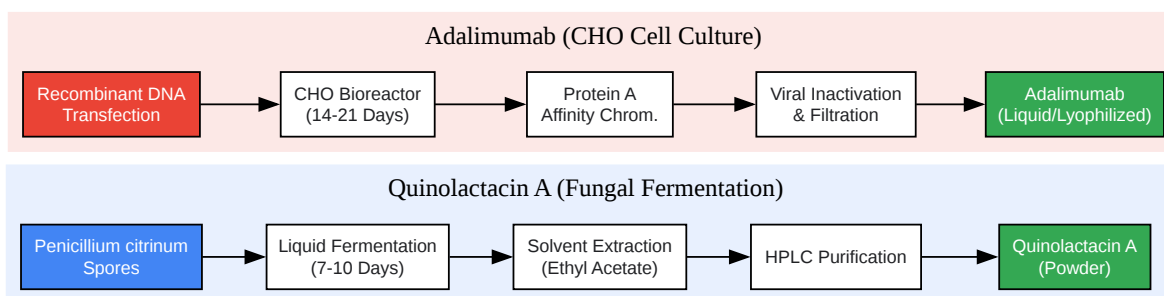 Adalimumab (CHO Cell Culture)
Recombinant DNA
Transfection
CHO Bioreactor
(14-21 Days)
Protein A
Affinity Chrom.
Viral Inactivation
& Filtration
Adalimumab
(Liquid/Lyophilized)
Quinolactacin A (Fungal Fermentation)
Penicillium citrinum
Spores
Liquid Fermentation
(7-10 Days)
Solvent Extraction
(Ethyl Acetate)
HPLC Purification
Quinolactacin A
(Powder)